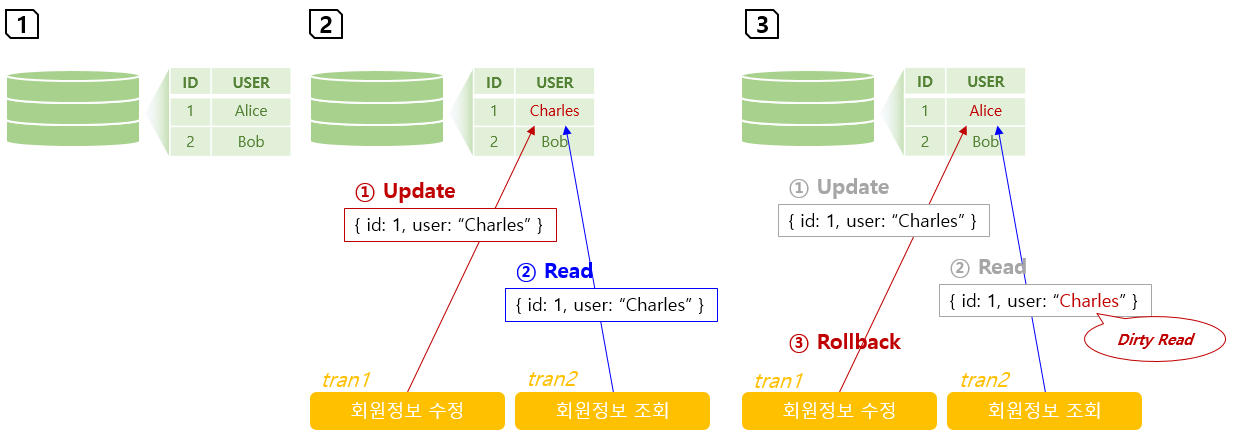 1
ID USER
1 Alice
2 Bob
2
ID USER
1 Charles
2 Bob
① Update
{ id: 1, user: “Charles” }
② Read
{ id: 1, user: “Charles” }
tran1
회원정보 수정
tran2
회원정보 조회
3
ID USER
1 Alice
2 Bob
① Update
{ id: 1, user: “Charles” }
② Read
{ id: 1, user: “Charles” }
Dirty Read
③ Rollback
tran1
회원정보 수정
tran2
회원정보 조회